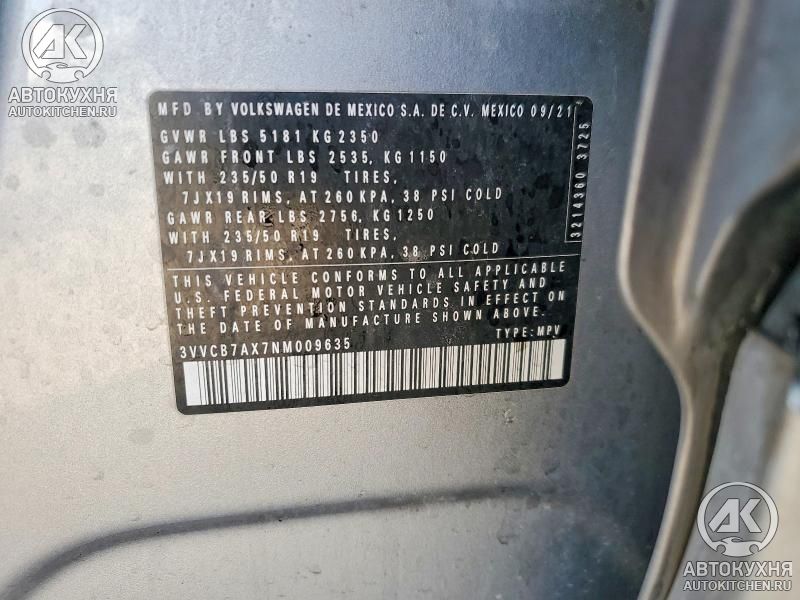 АК
АВТОКУХНЯ
AUTOKITCHEN.RU
MFD BY VOLKSWAGEN DE MEXICO S.A. DE C.V. MEXICO 09/21
GVWR LBS 5181 KG 2350
GAWR FRONT LBS 2535, KG 1150
WITH 235/50 R19 TIRES,
7JX19 RIMS, AT 260 KPA, 38 PSI COLD
GAWR REAR LBS 2756, KG 1250
WITH 235/50 R19 TIRES,
7JX19 RIMS, AT 260 KPA, 38 PSI COLD
THIS VEHICLE CONFORMS TO ALL APPLICABLE
U.S. FEDERAL MOTOR VEHICLE SAFETY AND
THEFT PREVENTION STANDARDS IN EFFECT ON
THE DATE OF MANUFACTURE SHOWN ABOVE.
3VVCB7AX7NM009635 TYPE: MPV
3214360 3725
АК
АВТОКУХНЯ
AUTOKITCHEN.RU